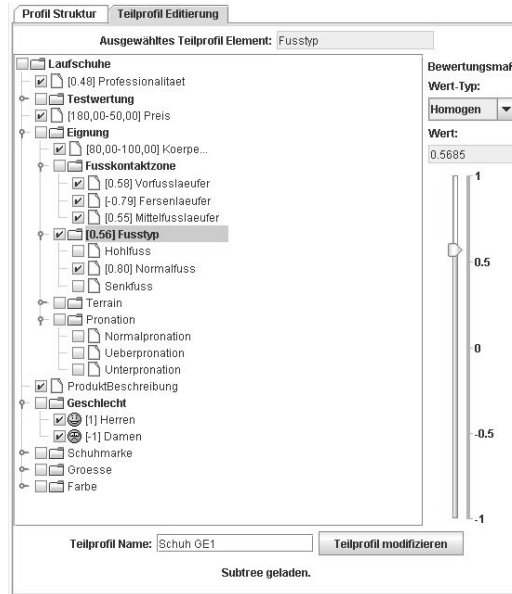 Profil Struktur
Teilprofil Editierung
Ausgewähltes Teilprofil Element: Fusstyp
Laufschuhe
[0.48] Professionalitaet
Testwertung
[180,00-50,00] Preis
Eignung
[80,00-100,00] Koerpe...
Fusskontaktzone
[0.58] Vorfusslaeufer
[-0.79] Fersenlaeufer
[0.55] Mittelfusslaeufer
[0.56] Fusstyp
Hohlfuss
[0.80] Normalfuss
Senkfuss
Terrain
Pronation
Normalpronation
Ueberpronation
Unterpronation
ProduktBeschreibung
Geschlecht
[1] Herren
[-1] Damen
Schuhmarke
Groesse
Farbe
Bewertungsmaß
Wert-Typ:
Homogen
Wert:
0.5685
1
0.5
0
-0.5
-1
Teilprofil Name: Schuh GE1
Teilprofil modifizieren
Subtree geladen.